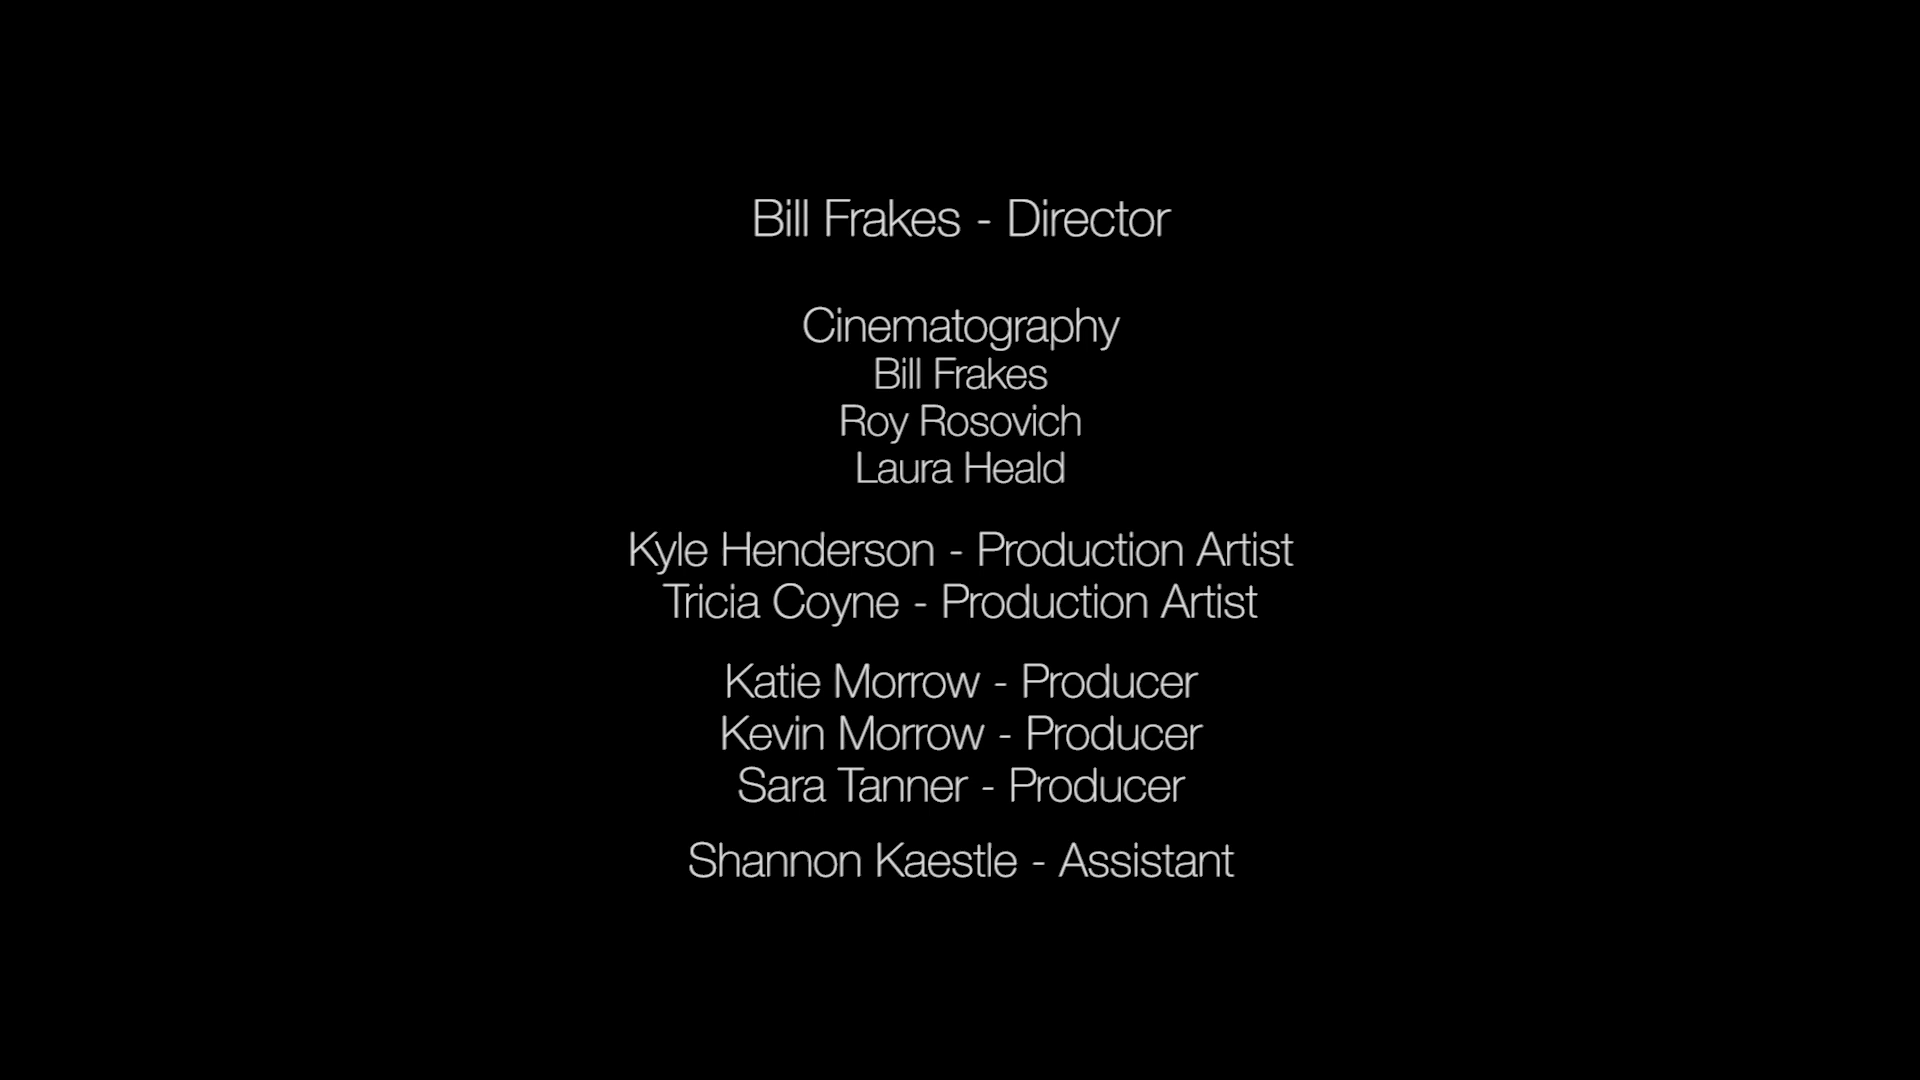 Bill Frakes - Director
Cinematography
Bill Frakes
Roy Rosovich
Laura Heald
Kyle Henderson - Production Artist
Tricia Coyne - Production Artist
Katie Morrow - Producer
Kevin Morrow - Producer
Sara Tanner - Producer
Shannon Kaestle - Assistant